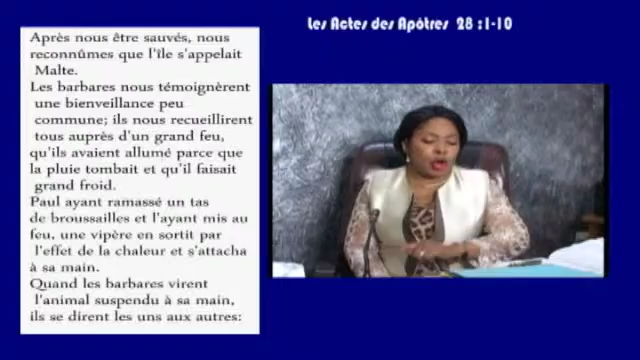 Les Actes des Apôtres 28 :1-10
Après nous être sauvés, nous
reconnûmes que l'île s'appelait
Malte.
Les barbares nous témoignèrent
une bienveillance peu
commune; ils nous recueillirent
tous auprès d'un grand feu,
qu'ils avaient allumé parce que
la pluie tombait et qu'il faisait
grand froid.
Paul ayant ramassé un tas
de broussailles et l'ayant mis au
feu, une vipère en sortit par
l'effet de la chaleur et s'attacha
à sa main.
Quand les barbares virent
l'animal suspendu à sa main,
ils se dirent les uns aux autres: